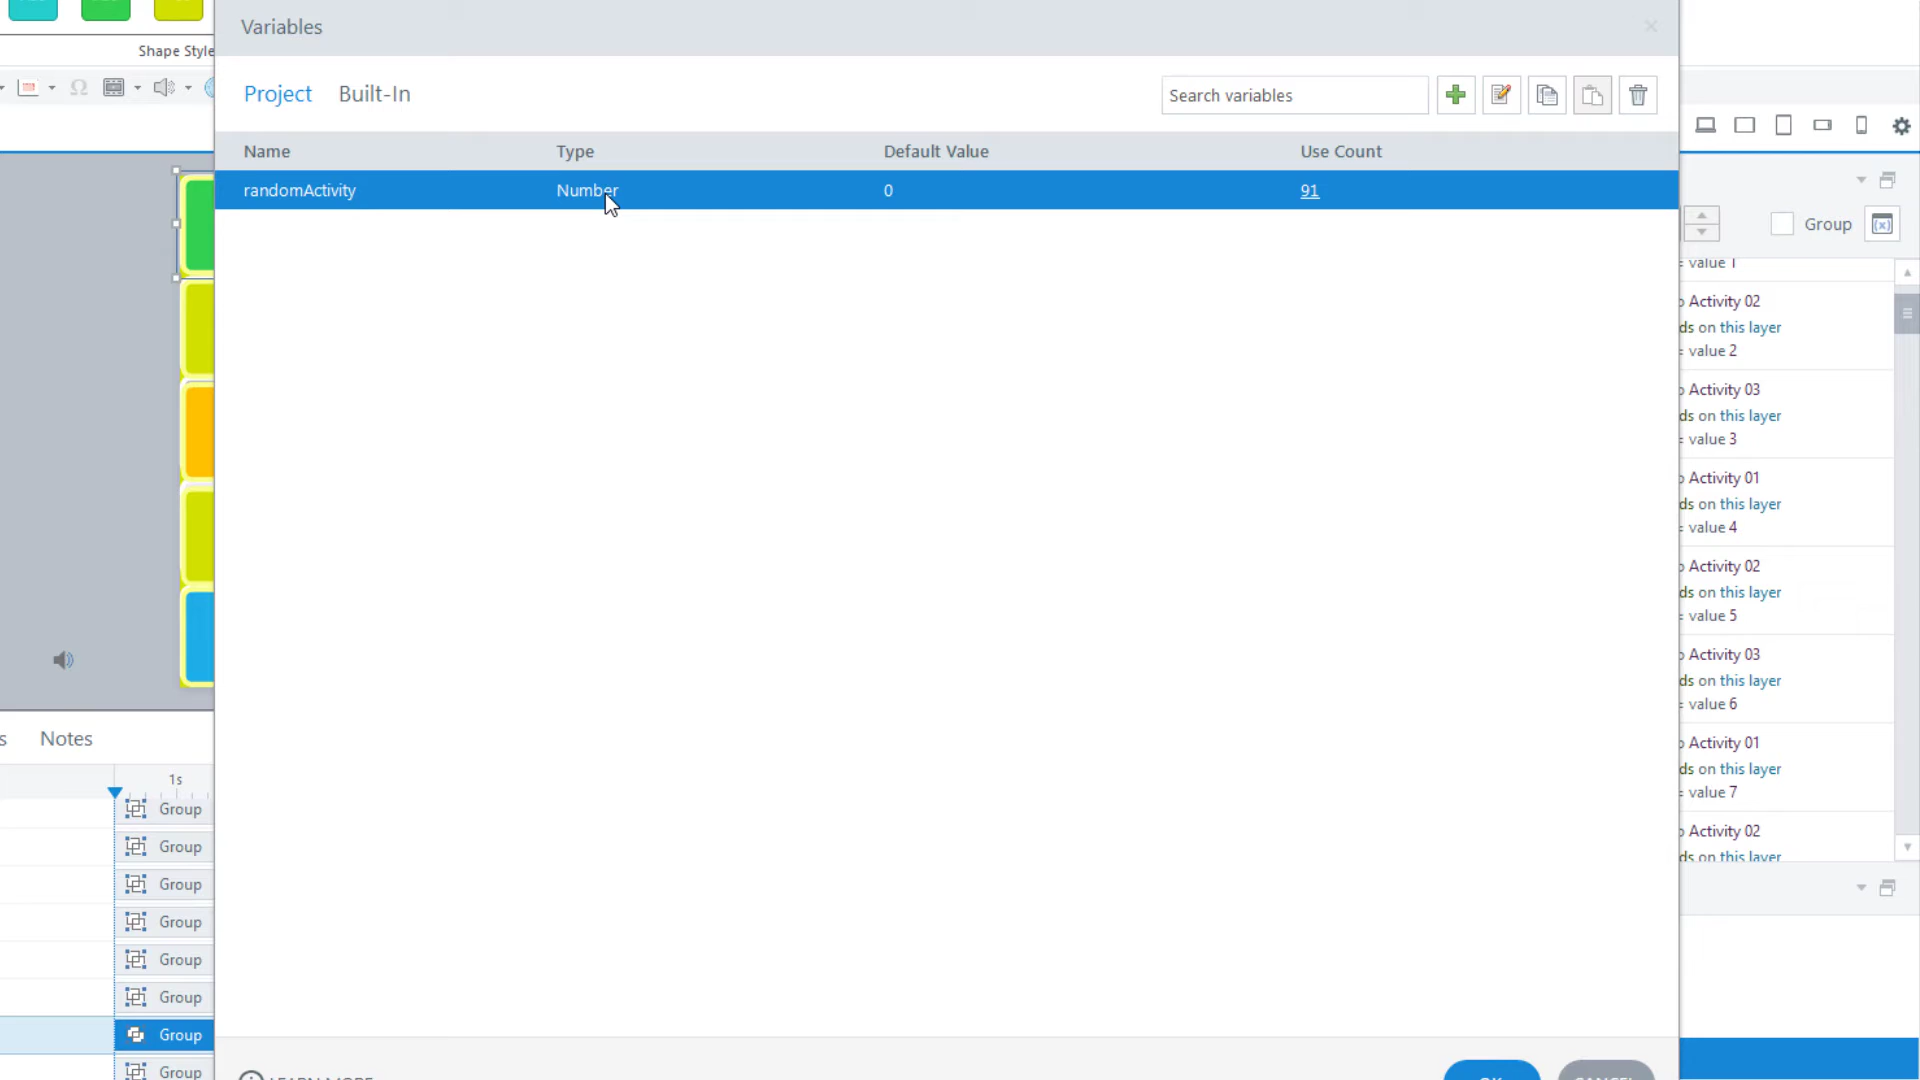 Variables
Shape Style
Project Built-In
Search variables
Name Type Default Value Use Count
randomActivity Number 0 91
Group
= value 1
Activity 02
ds on this layer
= value 2
Activity 03
ds on this layer
= value 3
Activity 01
ds on this layer
= value 4
Activity 02
ds on this layer
= value 5
Activity 03
ds on this layer
= value 6
Activity 01
ds on this layer
= value 7
Activity 02
ds on this layer
s Notes
1s
Group
Group
Group
Group
Group
Group
Group
Group
LEARN MORE
OK CANCEL